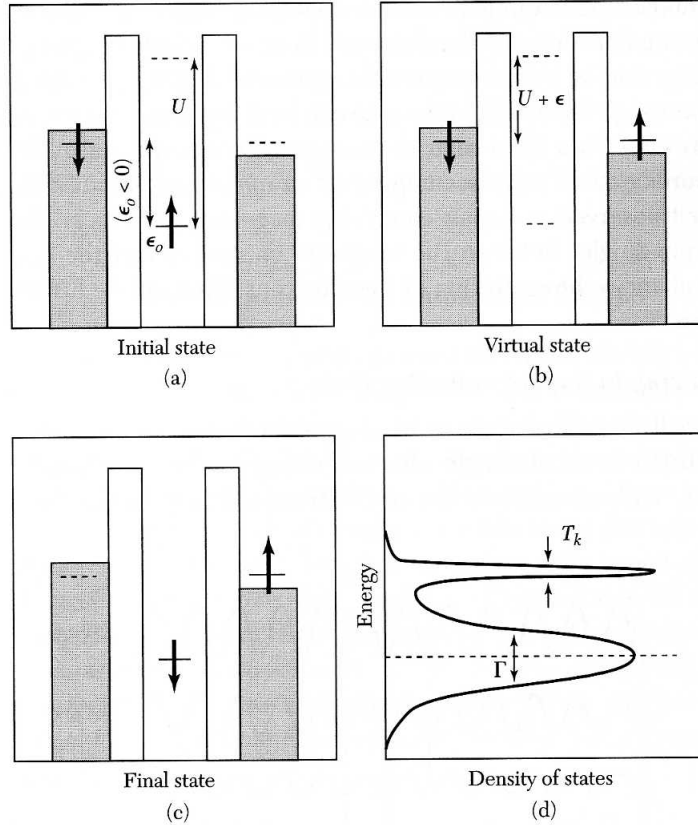 U
(ϵo < 0)
ϵo
Initial state
(a)
U + ϵ
Virtual state
(b)
Final state
(c)
Energy
Tk
Γ
Density of states
(d)